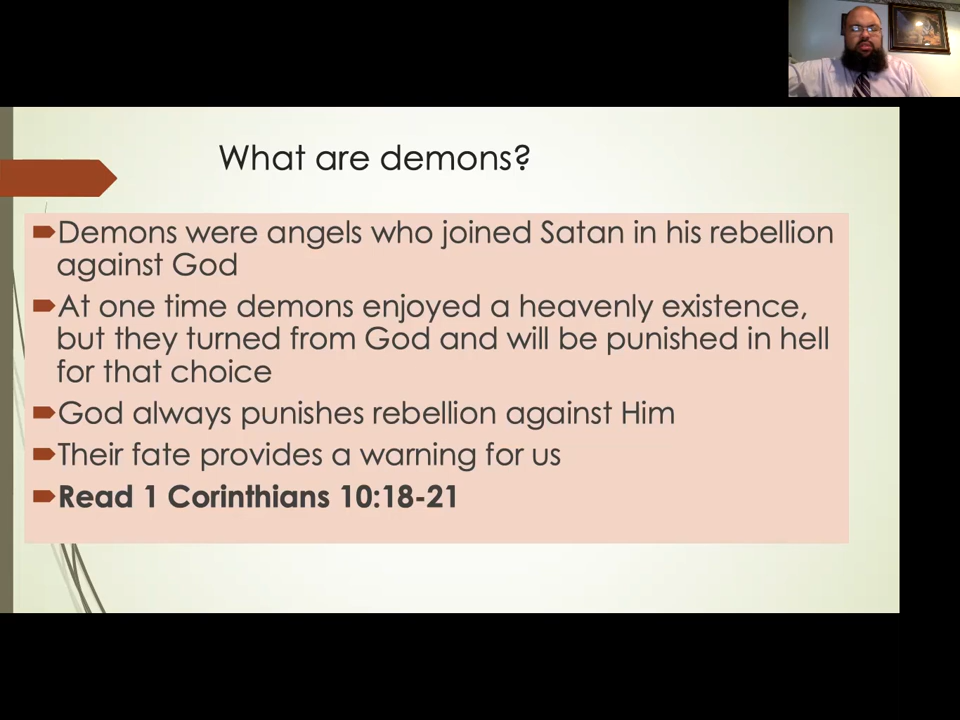 What are demons?
Demons were angels who joined Satan in his rebellion
against God
At one time demons enjoyed a heavenly existence,
but they turned from God and will be punished in hell
for that choice
God always punishes rebellion against Him
Their fate provides a warning for us
Read 1 Corinthians 10:18-21